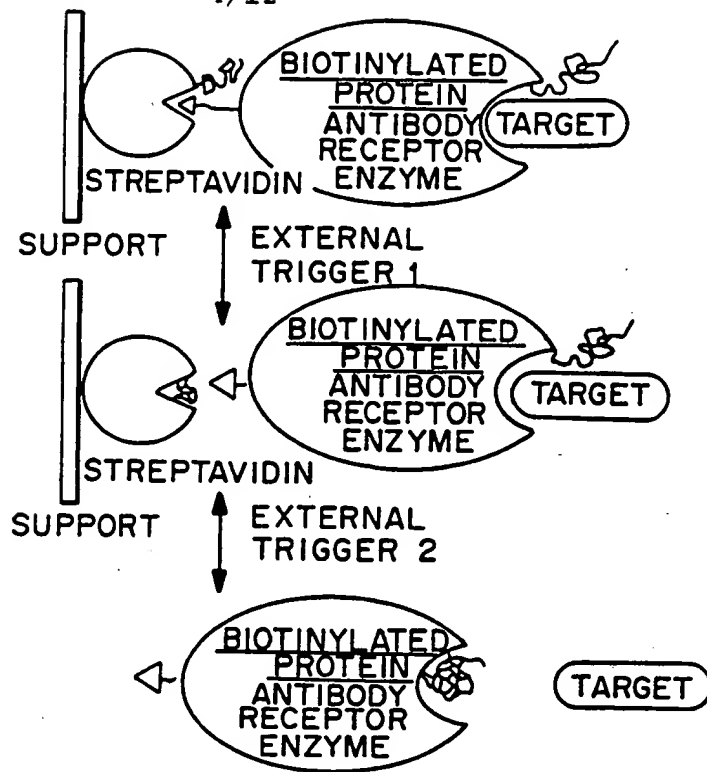 BIOTINYLATED
PROTEIN
ANTIBODY
RECEPTOR
ENZYME
TARGET
STREPTAVIDIN
SUPPORT
EXTERNAL
TRIGGER 1
BIOTINYLATED
PROTEIN
ANTIBODY
RECEPTOR
ENZYME
TARGET
STREPTAVIDIN
SUPPORT
EXTERNAL
TRIGGER 2
BIOTINYLATED
PROTEIN
ANTIBODY
RECEPTOR
ENZYME
TARGET